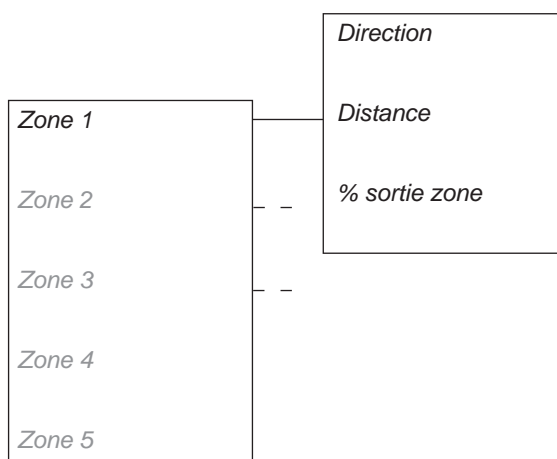 Direction
Distance
% sortie zone
Zone 1
Zone 2
Zone 3
Zone 4
Zone 5